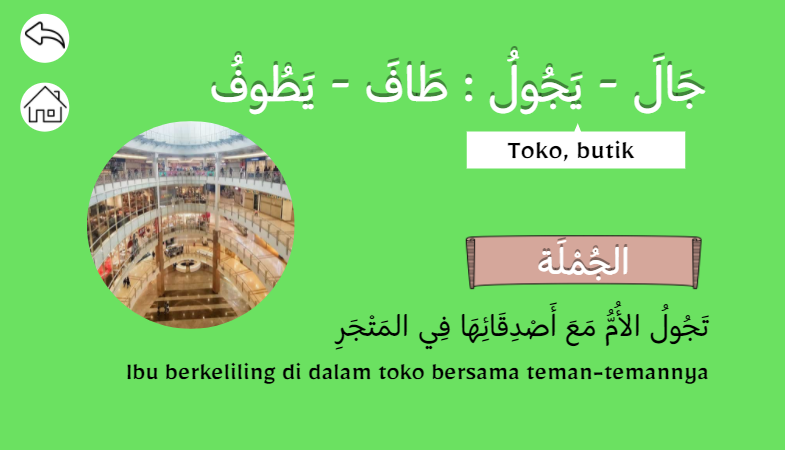 جَالَ - يَجُولُ : طَافَ - يَطُوفُ
Toko, butik
الجُمْلَة
تَجُولُ الأُمُّ مَعَ أَصْدِقَائِهَا فِي المَتْجَرِ
Ibu berkeliling di dalam toko bersama teman-temannya